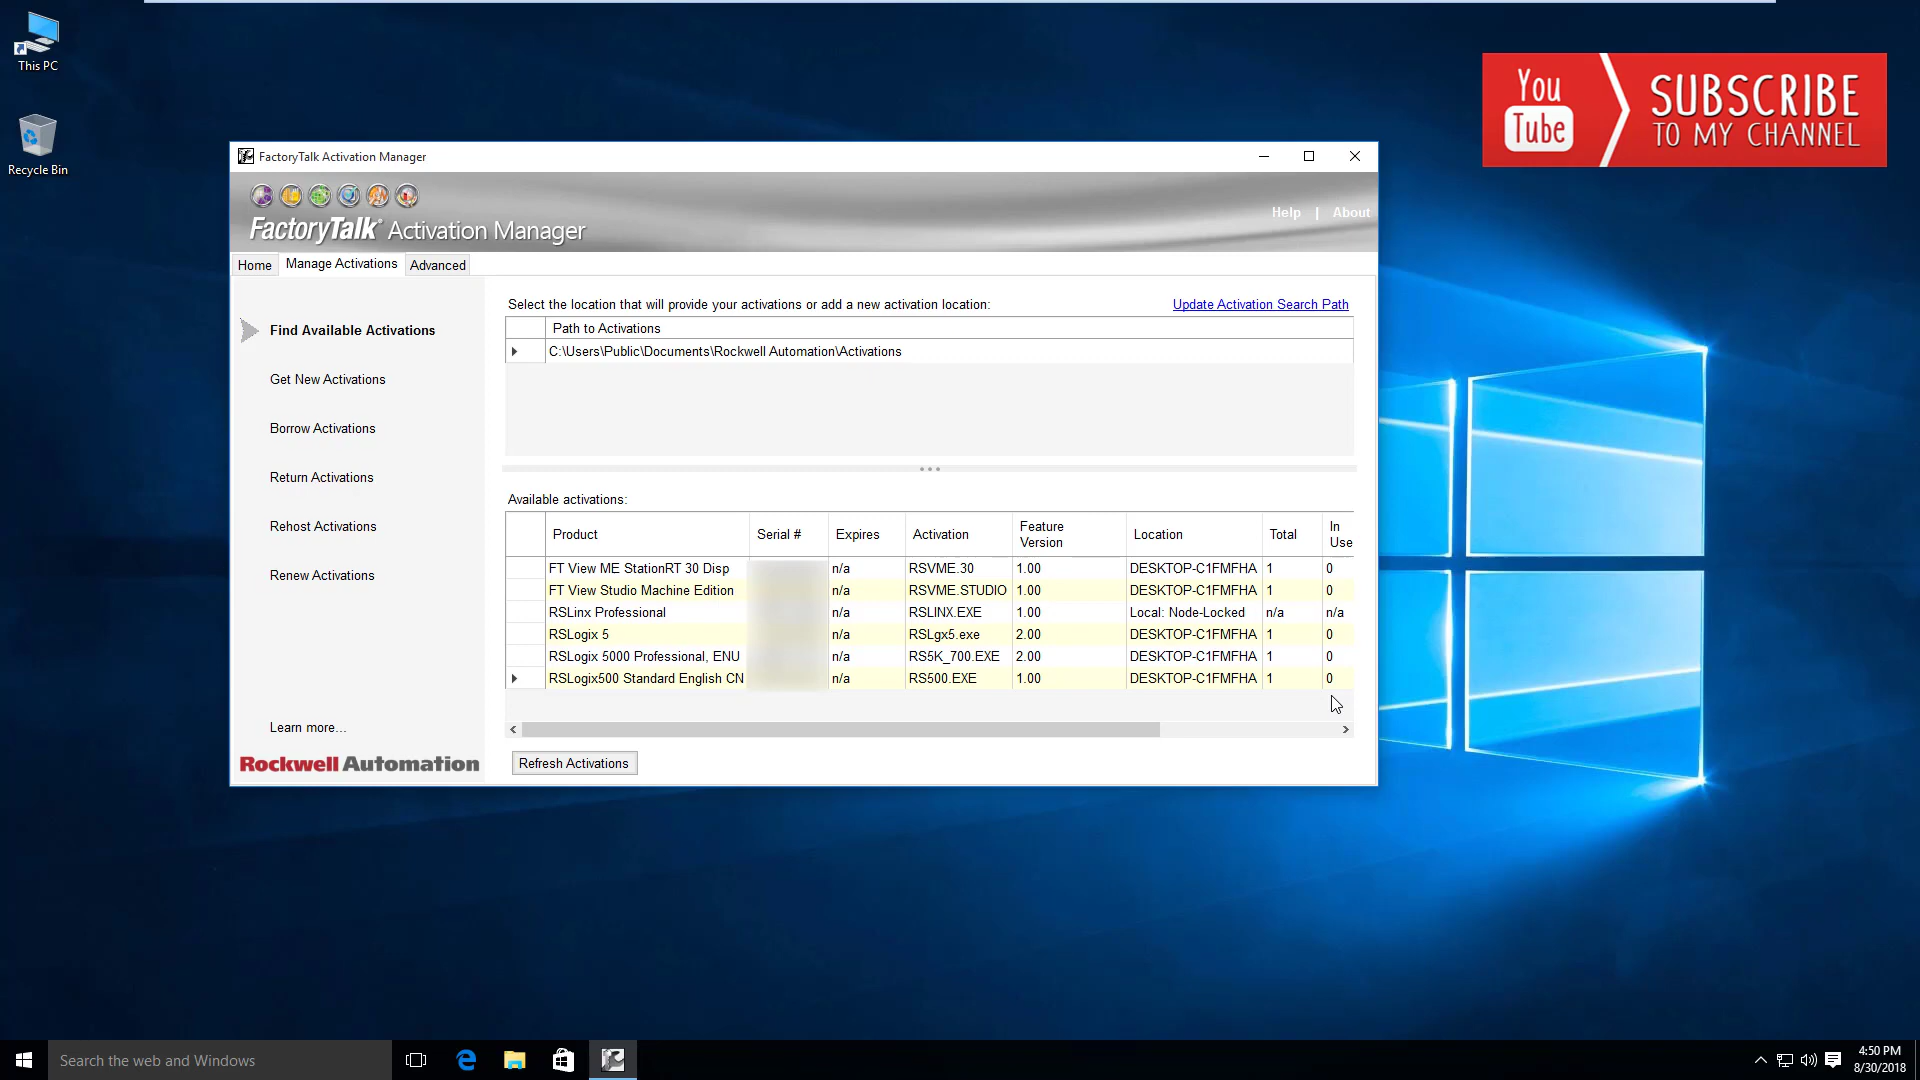 This PC
Recycle Bin
You
Tube
SUBSCRIBE
TO MY CHANNEL
FactoryTalk Activation Manager
FactoryTalk® Activation Manager
Help | About
Home Manage Activations Advanced
Find Available Activations
Get New Activations
Borrow Activations
Return Activations
Rehost Activations
Renew Activations
Learn more...
Rockwell Automation
Select the location that will provide your activations or add a new activation location: Update Activation Search Path
Path to Activations
C:\Users\Public\Documents\Rockwell Automation\Activations
Available activations:
Product Serial # Expires Activation Feature Version Location Total In Use
FT View ME StationRT 30 Disp n/a RSVME.30 1.00 DESKTOP-C1FMFHA 1 0
FT View Studio Machine Edition n/a RSVME.STUDIO 1.00 DESKTOP-C1FMFHA 1 0
RSLinx Professional n/a RSLINX.EXE 1.00 Local: Node-Locked n/a n/a
RSLogix 5 n/a RSLgx5.exe 2.00 DESKTOP-C1FMFHA 1 0
RSLogix 5000 Professional, ENU n/a RS5K_700.EXE 2.00 DESKTOP-C1FMFHA 1 0
RSLogix500 Standard English CN n/a RS500.EXE 1.00 DESKTOP-C1FMFHA 1 0
Refresh Activations
Search the web and Windows
4:50 PM
8/30/2018